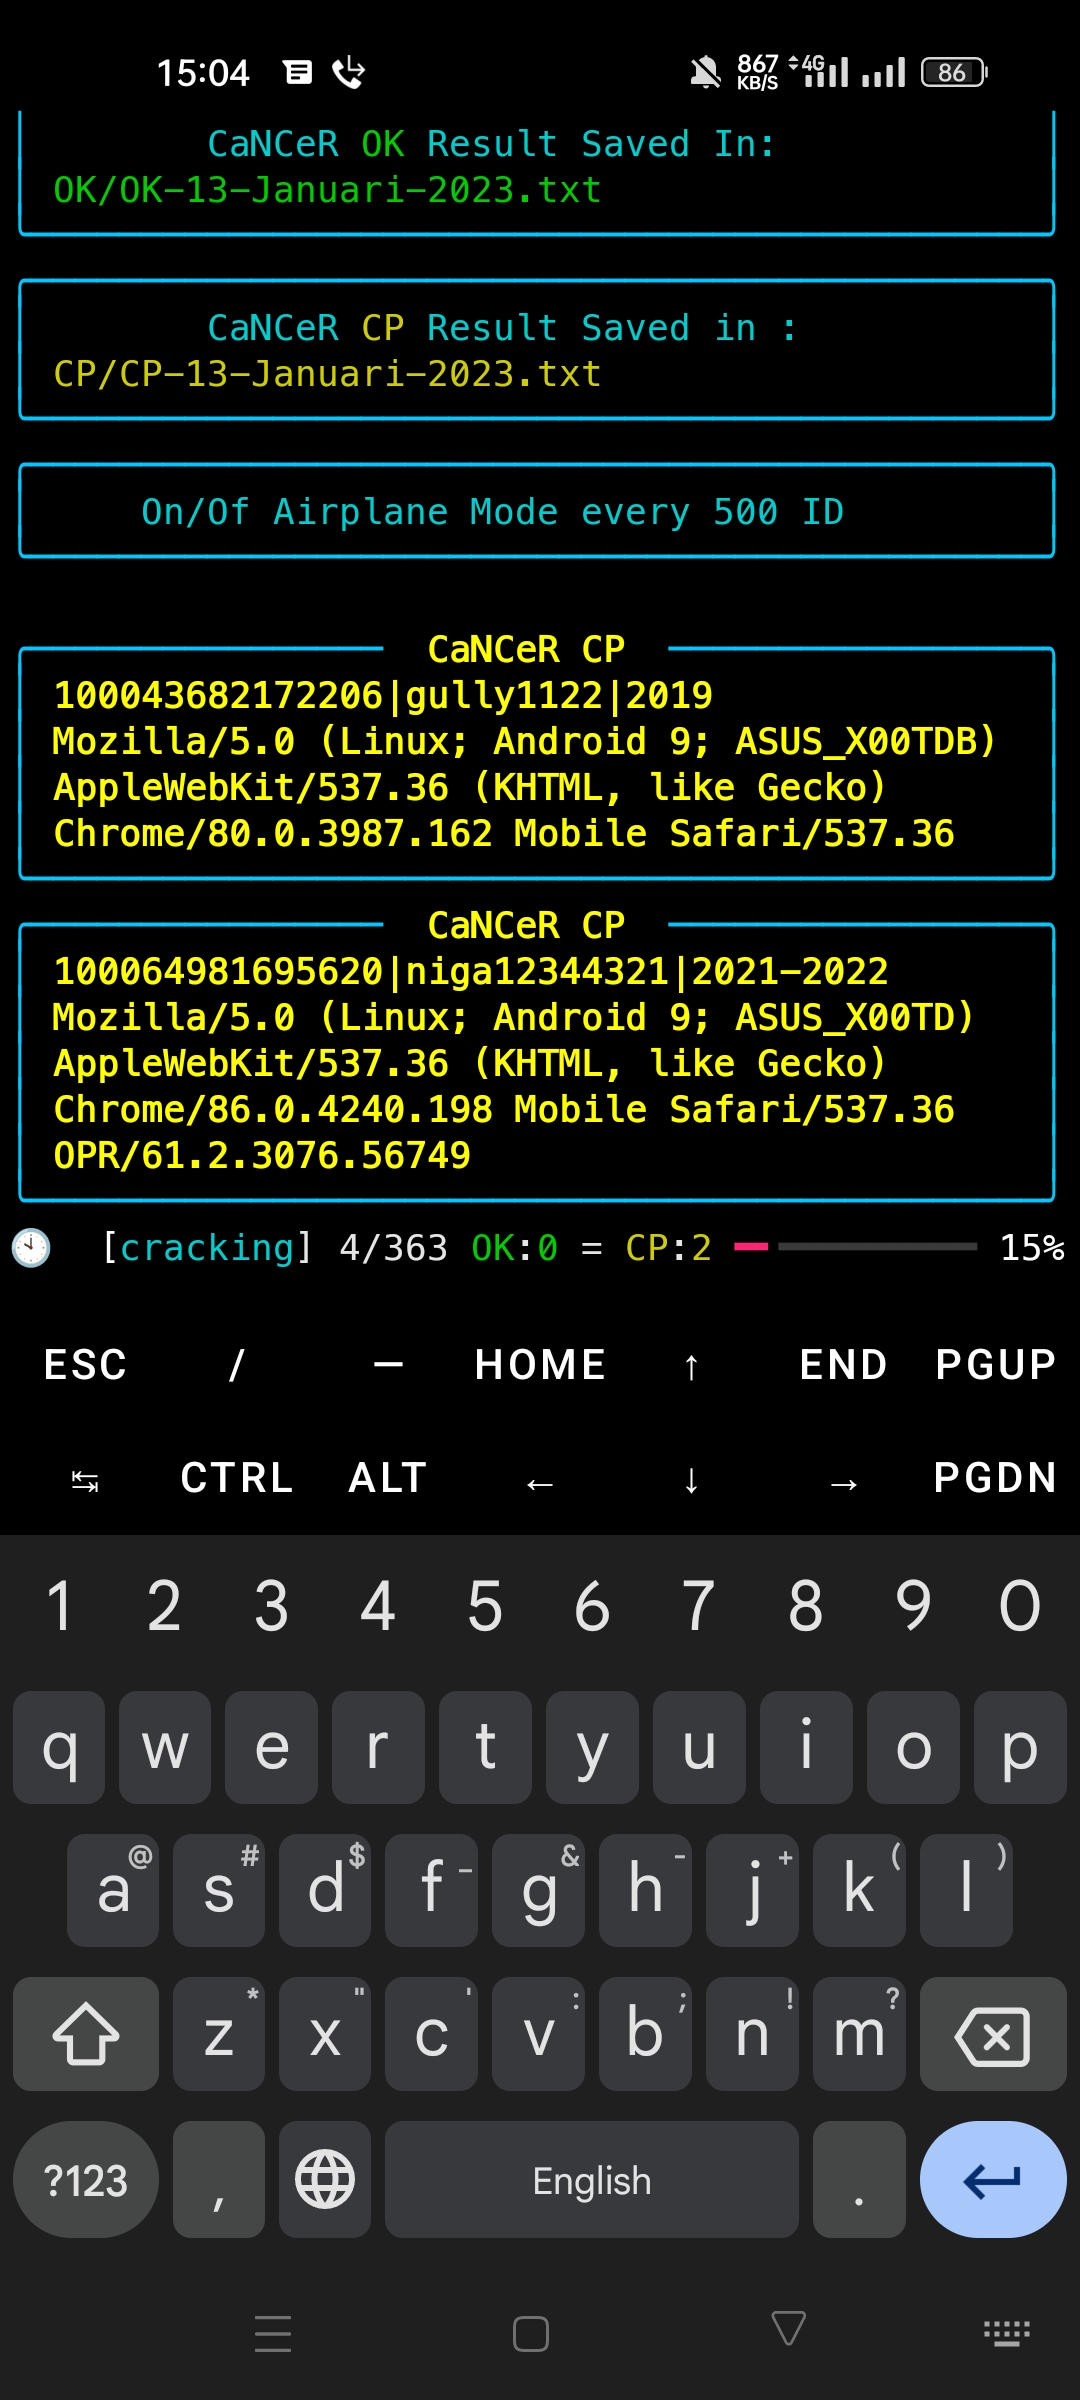 15:04 867 KB/S 4G 86
CaNCeR OK Result Saved In:
OK/OK-13-Januari-2023.txt
CaNCeR CP Result Saved in :
CP/CP-13-Januari-2023.txt
On/Of Airplane Mode every 500 ID
CaNCeR CP
100043682172206|gully1122|2019
Mozilla/5.0 (Linux; Android 9; ASUS_X00TDB)
AppleWebKit/537.36 (KHTML, like Gecko)
Chrome/80.0.3987.162 Mobile Safari/537.36
CaNCeR CP
100064981695620|niga12344321|2021-2022
Mozilla/5.0 (Linux; Android 9; ASUS_X00TD)
AppleWebKit/537.36 (KHTML, like Gecko)
Chrome/86.0.4240.198 Mobile Safari/537.36
OPR/61.2.3076.56749
[cracking] 4/363 OK:0 = CP:2 15%
ESC / — HOME ↑ END PGUP
↹ CTRL ALT ← ↓ → PGDN
1 2 3 4 5 6 7 8 9 0
q w e r t y u i o p
@ # $ _ & - + ( )
a s d f g h j k l
* " ' : ; ! ?
z x c v b n m
?123 , English .